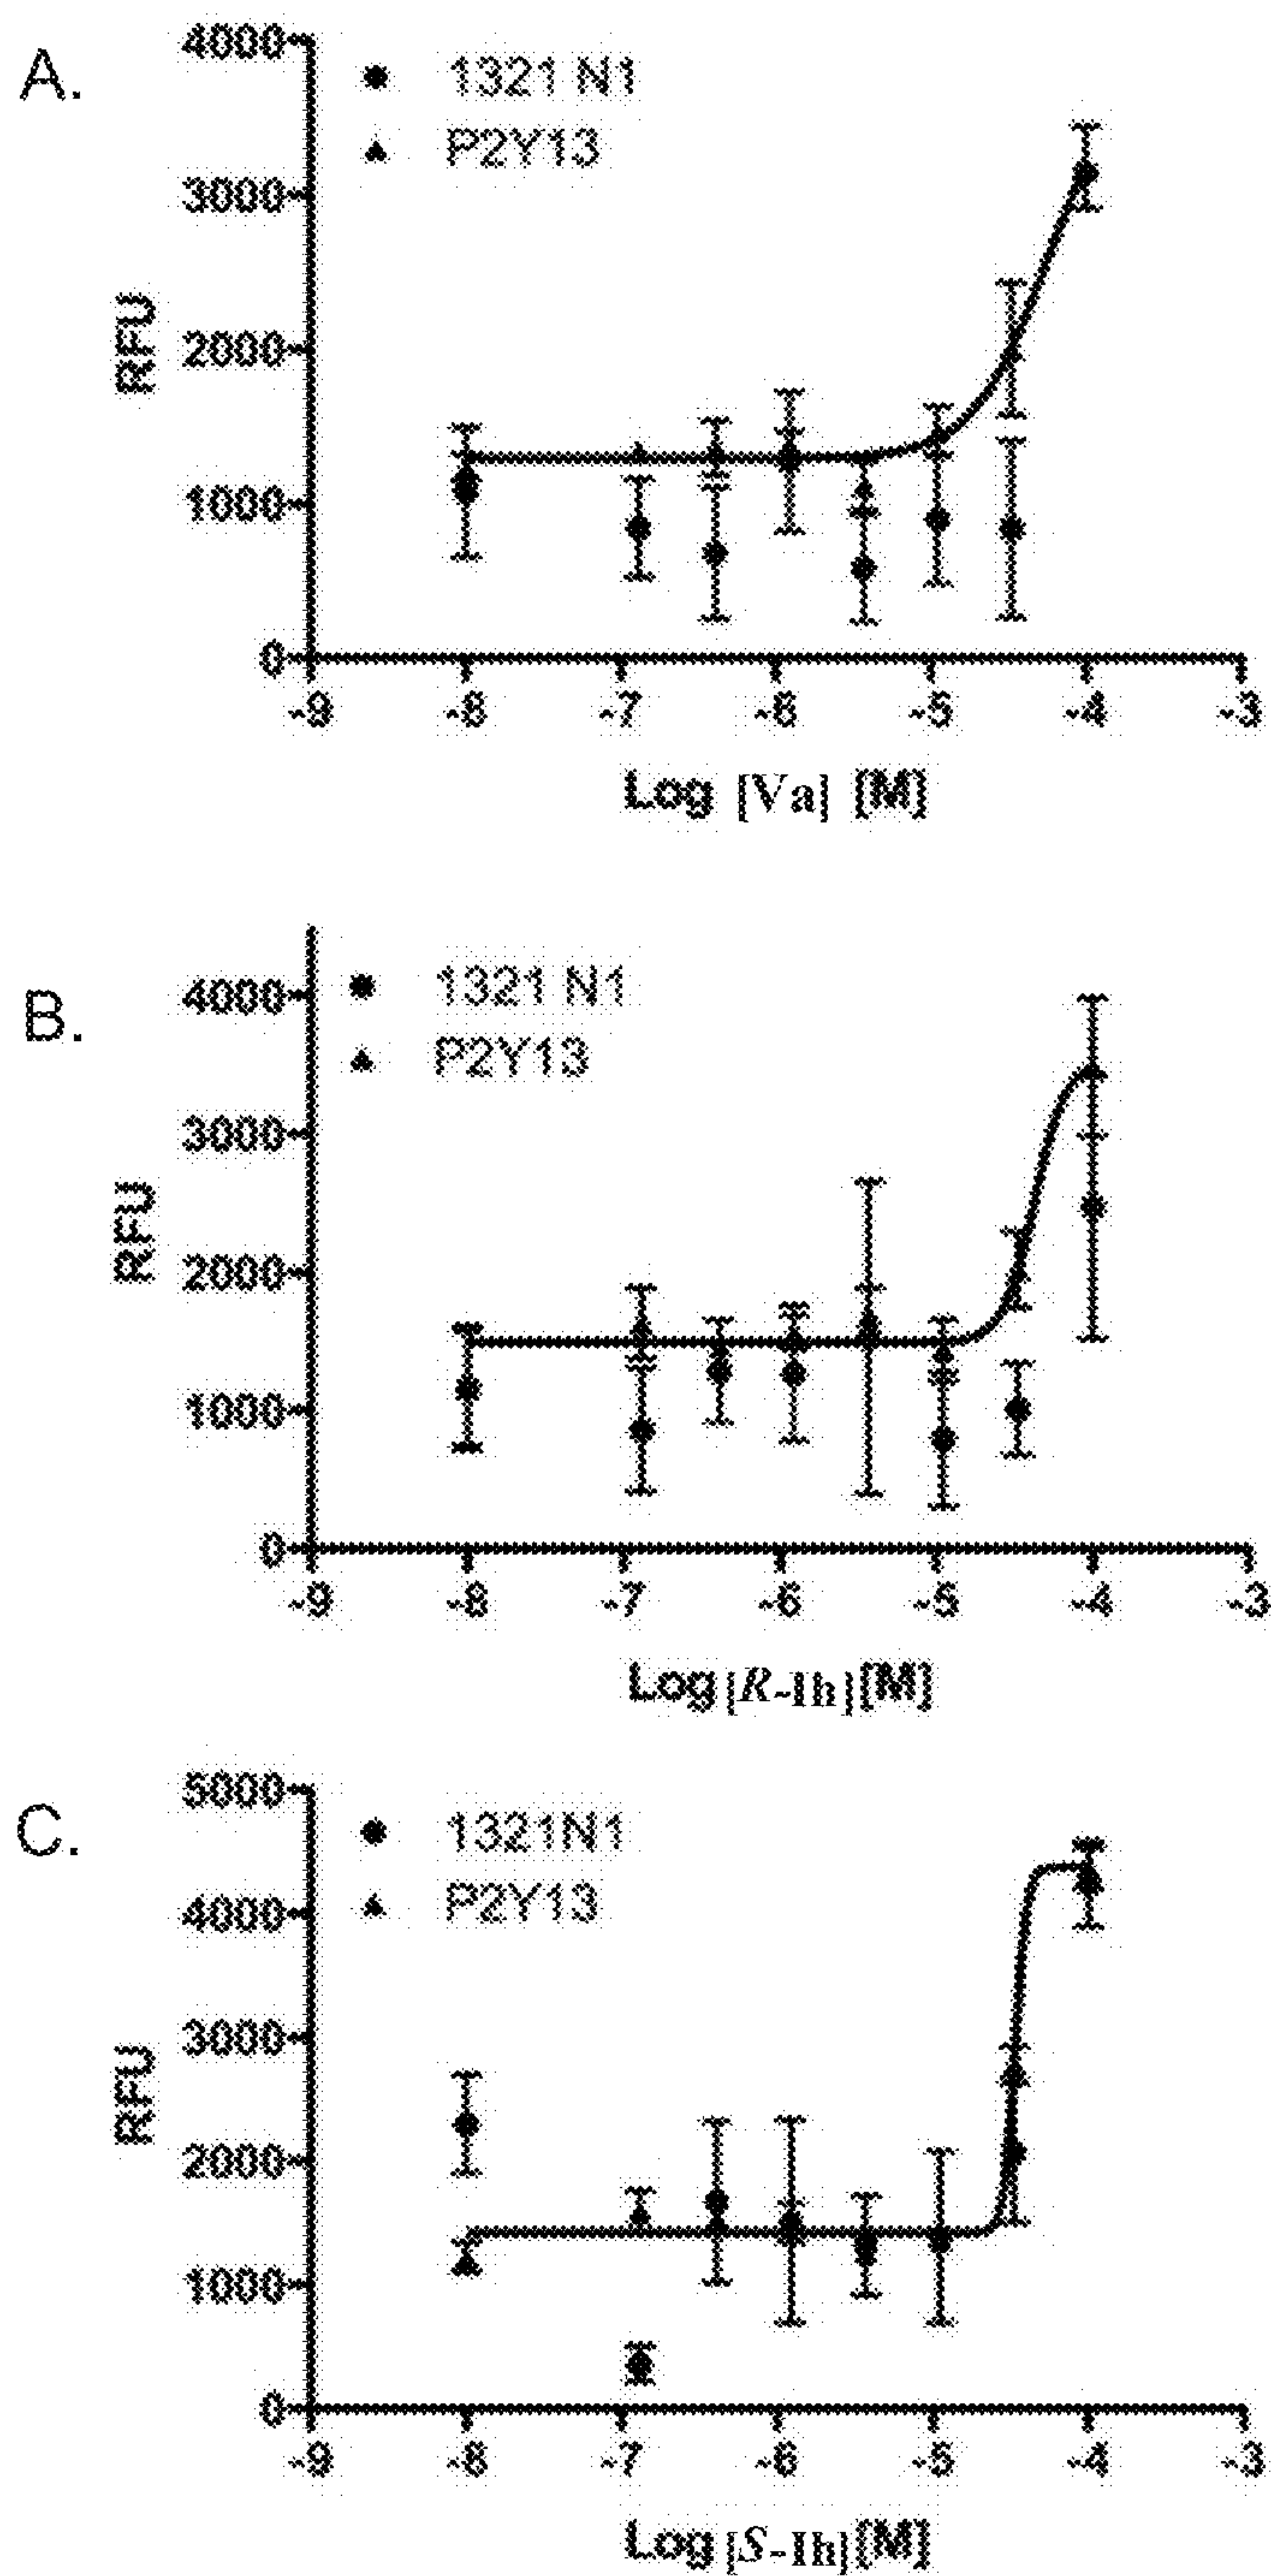 A.
1321 N1
P2Y13
4000
3000
2000
1000
0
RFU
-9 -8 -7 -6 -5 -4 -3
Log [Va] [M]
B.
1321 N1
P2Y13
4000
3000
2000
1000
0
RFU
-9 -8 -7 -6 -5 -4 -3
Log [R-Ih] [M]
C.
1321N1
P2Y13
5000
4000
3000
2000
1000
0
RFU
-9 -8 -7 -6 -5 -4 -3
Log [S-Ih] [M]